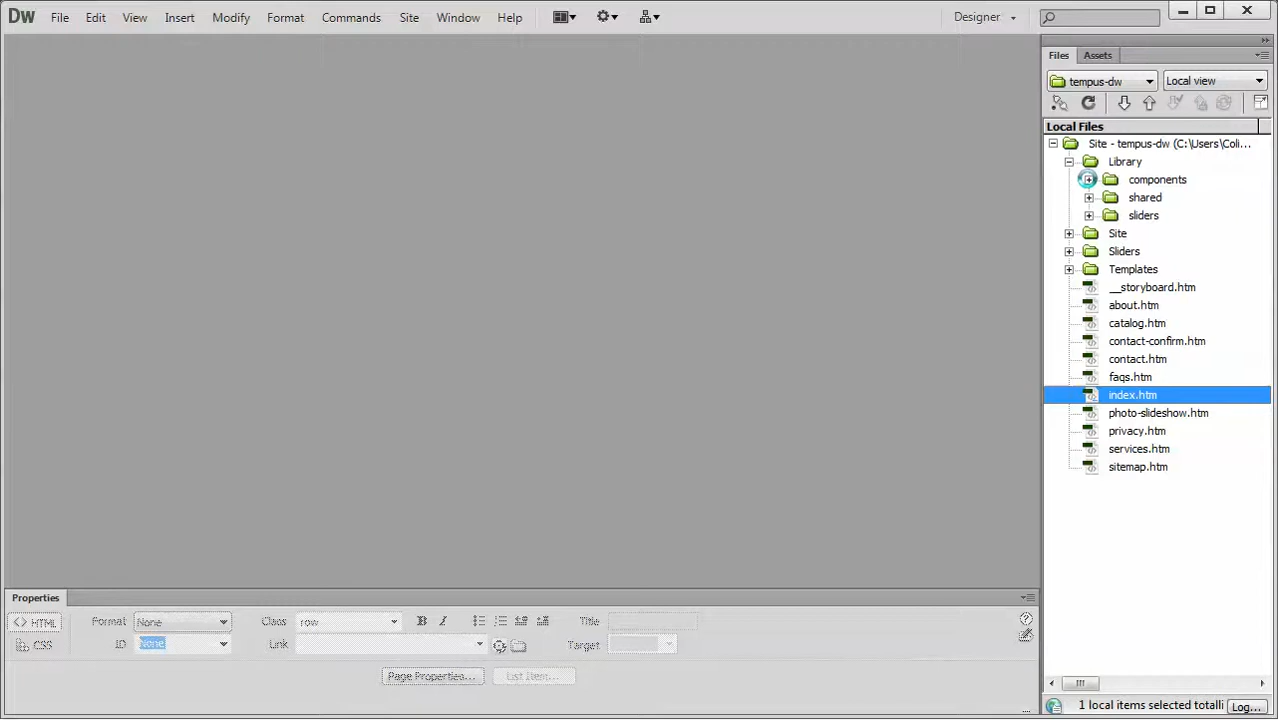 Dw File Edit View Insert Modify Format Commands Site Window Help Designer
Files Assets
tempus-dw Local view
Local Files
Site - tempus-dw (C:\Users\Coli...
Library
components
shared
sliders
Site
Sliders
Templates
__storyboard.htm
about.htm
catalog.htm
contact-confirm.htm
contact.htm
faqs.htm
index.htm
photo-slideshow.htm
privacy.htm
services.htm
sitemap.htm
Properties
<> HTML Format None Class row B I Title
CSS ID None Link Target
Page Properties... List Item...
1 local items selected totalli Log...